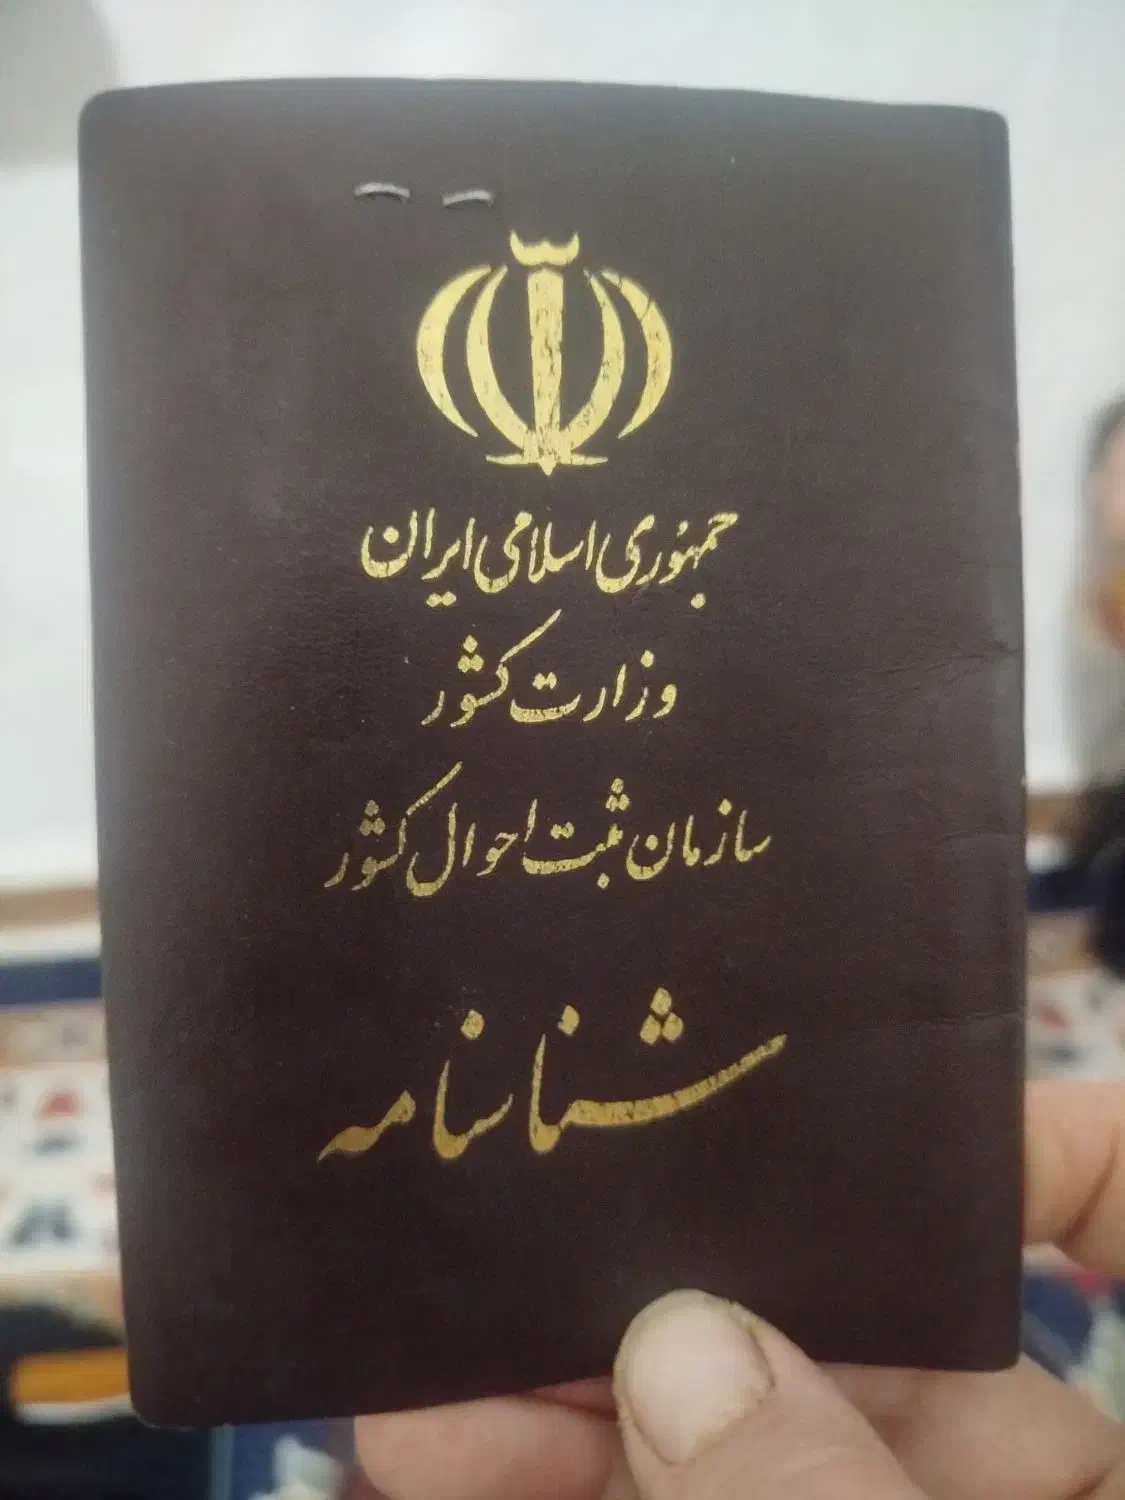 جمهوری اسلامی ایران
وزارت کشور
سازمان ثبت احوال کشور
شناسنامه